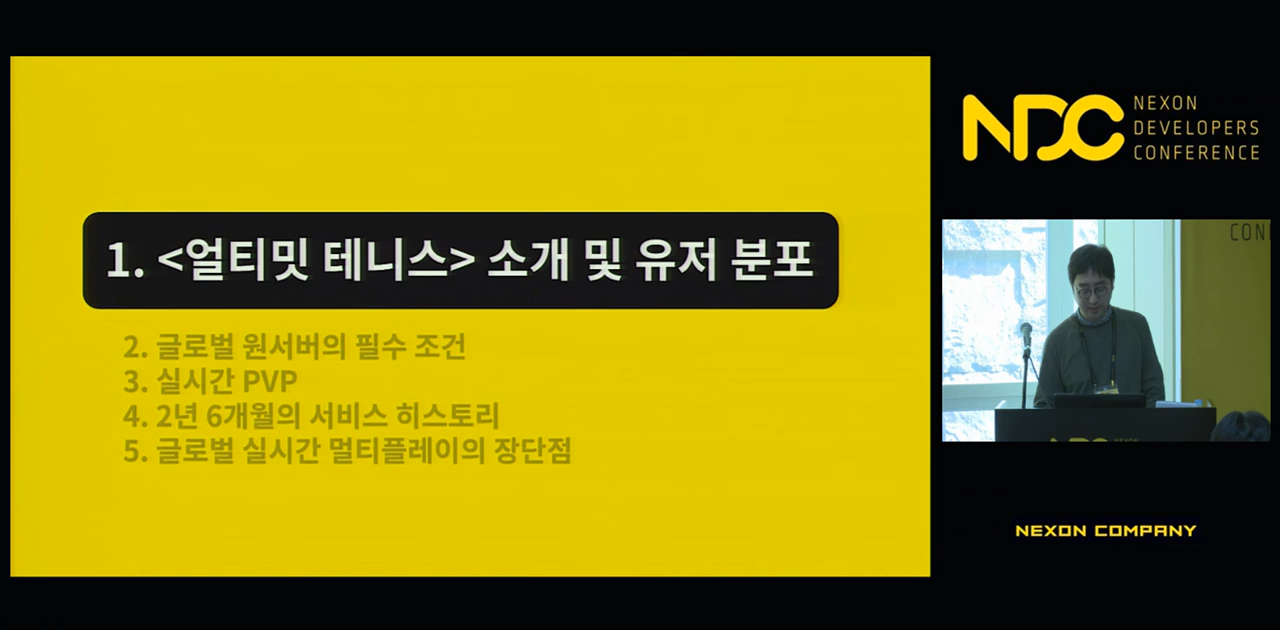 1. <얼티밋 테니스> 소개 및 유저 분포
2. 글로벌 원서버의 필수 조건
3. 실시간 PVP
4. 2년 6개월의 서비스 히스토리
5. 글로벌 실시간 멀티플레이의 장단점
NDC
NEXON
DEVELOPERS
CONFERENCE
CON
NDC
NEXON COMPANY